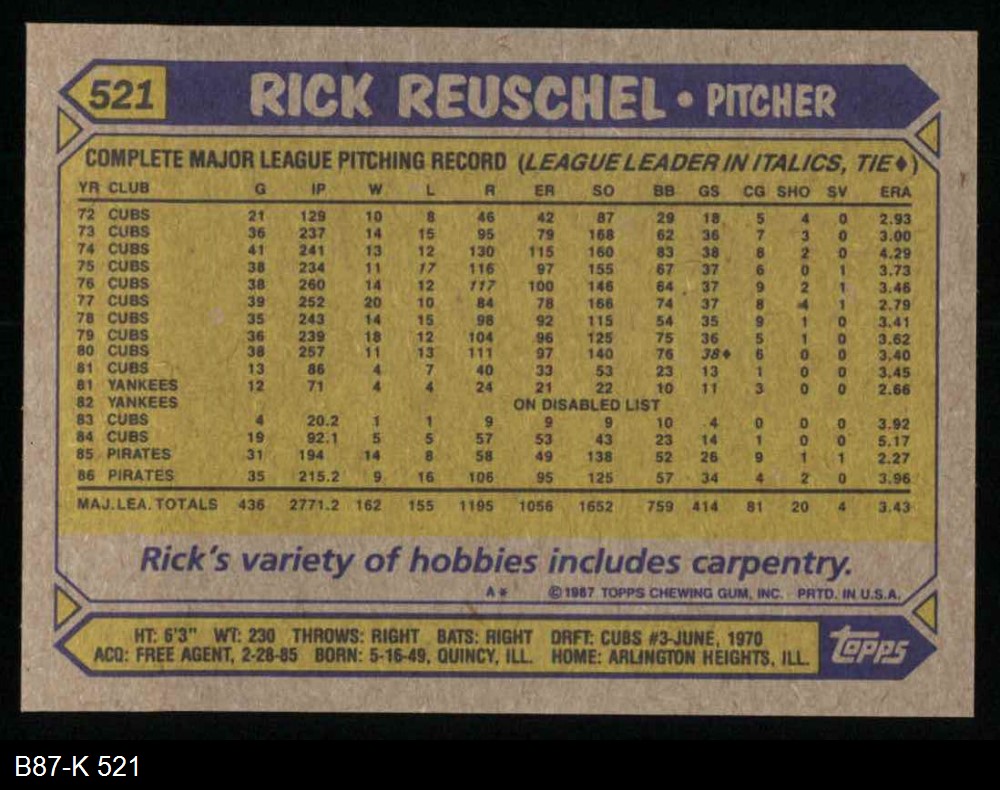 521 RICK REUSCHEL • PITCHER
COMPLETE MAJOR LEAGUE PITCHING RECORD (LEAGUE LEADER IN ITALICS, TIE♦)
YR CLUB G IP W L R ER SO BB GS CG SHO SV ERA
72 CUBS 21 129 10 8 46 42 87 29 18 5 4 0 2.93
73 CUBS 36 237 14 15 95 79 168 62 36 7 3 0 3.00
74 CUBS 41 241 13 12 130 115 160 83 38 8 2 0 4.29
75 CUBS 38 234 11 17 116 97 155 67 37 6 0 1 3.73
76 CUBS 38 260 14 12 117 100 146 64 37 9 2 1 3.46
77 CUBS 39 252 20 10 84 78 166 74 37 8 4 1 2.79
78 CUBS 35 243 14 15 98 92 115 54 35 9 1 0 3.41
79 CUBS 36 239 18 12 104 96 125 75 36 5 1 0 3.62
80 CUBS 38 257 11 13 111 97 140 76 38♦ 6 0 0 3.40
81 CUBS 13 86 4 7 40 33 53 23 13 1 0 0 3.45
81 YANKEES 12 71 4 4 24 21 22 10 11 3 0 0 2.66
82 YANKEES ON DISABLED LIST
83 CUBS 4 20.2 1 1 9 9 9 10 4 0 0 0 3.92
84 CUBS 19 92.1 5 5 57 53 43 23 14 1 0 0 5.17
85 PIRATES 31 194 14 8 58 49 138 52 26 9 1 1 2.27
86 PIRATES 35 215.2 9 16 106 95 125 57 34 4 2 0 3.96
MAJ.LEA. TOTALS 436 2771.2 162 155 1195 1056 1652 759 414 81 20 4 3.43
Rick's variety of hobbies includes carpentry.
A* ©1987 TOPPS CHEWING GUM, INC. PRTD. IN U.S.A.
HT: 6'3" WT: 230 THROWS: RIGHT BATS: RIGHT DRFT: CUBS #3-JUNE, 1970
ACQ: FREE AGENT, 2-28-85 BORN: 5-16-49, QUINCY, ILL. HOME: ARLINGTON HEIGHTS, ILL.
Topps
B87-K 521